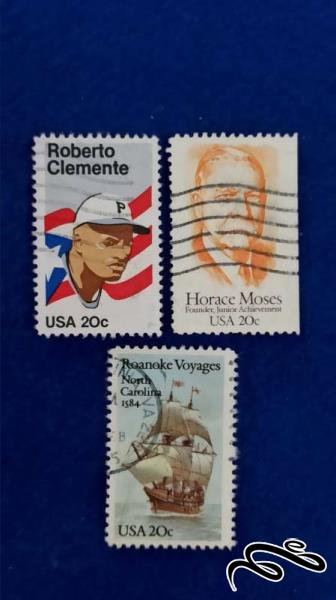 Roberto
Clemente
P
USA 20c
Horace Moses
Founder, Junior Achievement
USA 20c
Roanoke Voyages
North
Carolina
1584
USA 20c